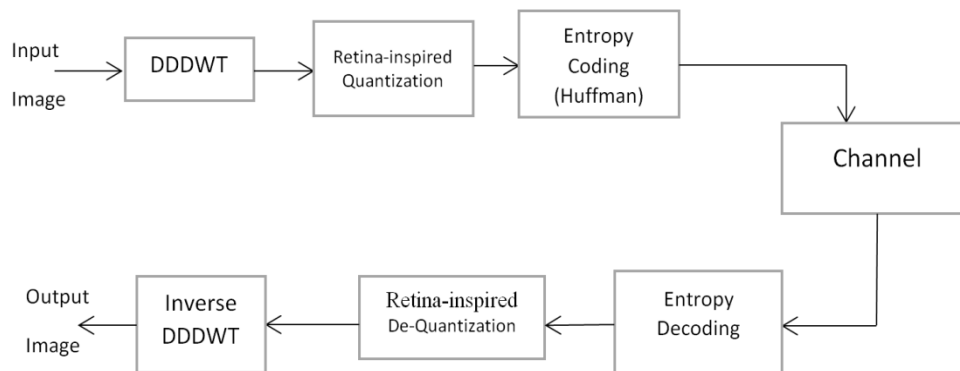 Input
Image
DDDWT
Retina-inspired
Quantization
Entropy
Coding
(Huffman)
Channel
Output
Image
Inverse
DDDWT
Retina-inspired
De-Quantization
Entropy
Decoding